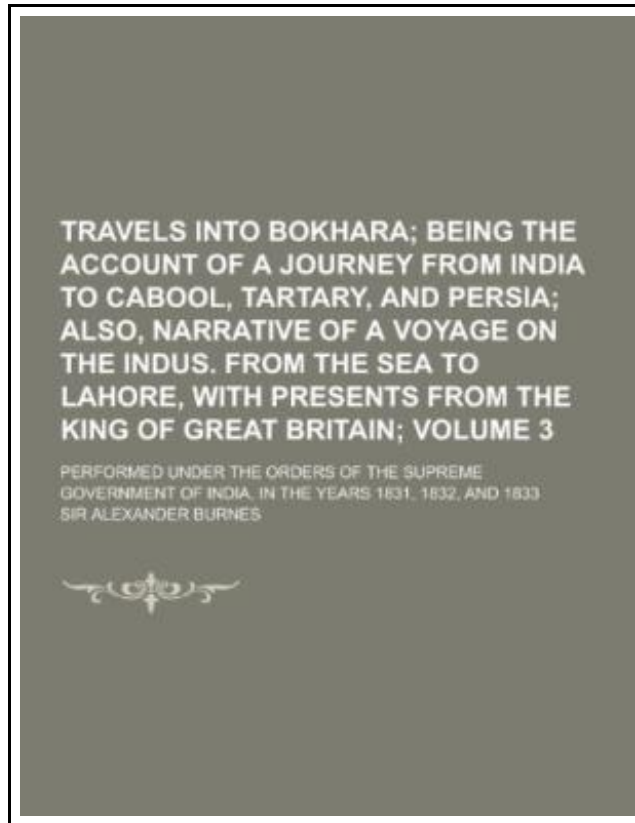 TRAVELS INTO BOKHARA; BEING THE
ACCOUNT OF A JOURNEY FROM INDIA
TO CABOOL, TARTARY, AND PERSIA;
ALSO, NARRATIVE OF A VOYAGE ON
THE INDUS. FROM THE SEA TO
LAHORE, WITH PRESENTS FROM THE
KING OF GREAT BRITAIN; VOLUME 3
PERFORMED UNDER THE ORDERS OF THE SUPREME
GOVERNMENT OF INDIA, IN THE YEARS 1831, 1832, AND 1833
SIR ALEXANDER BURNES